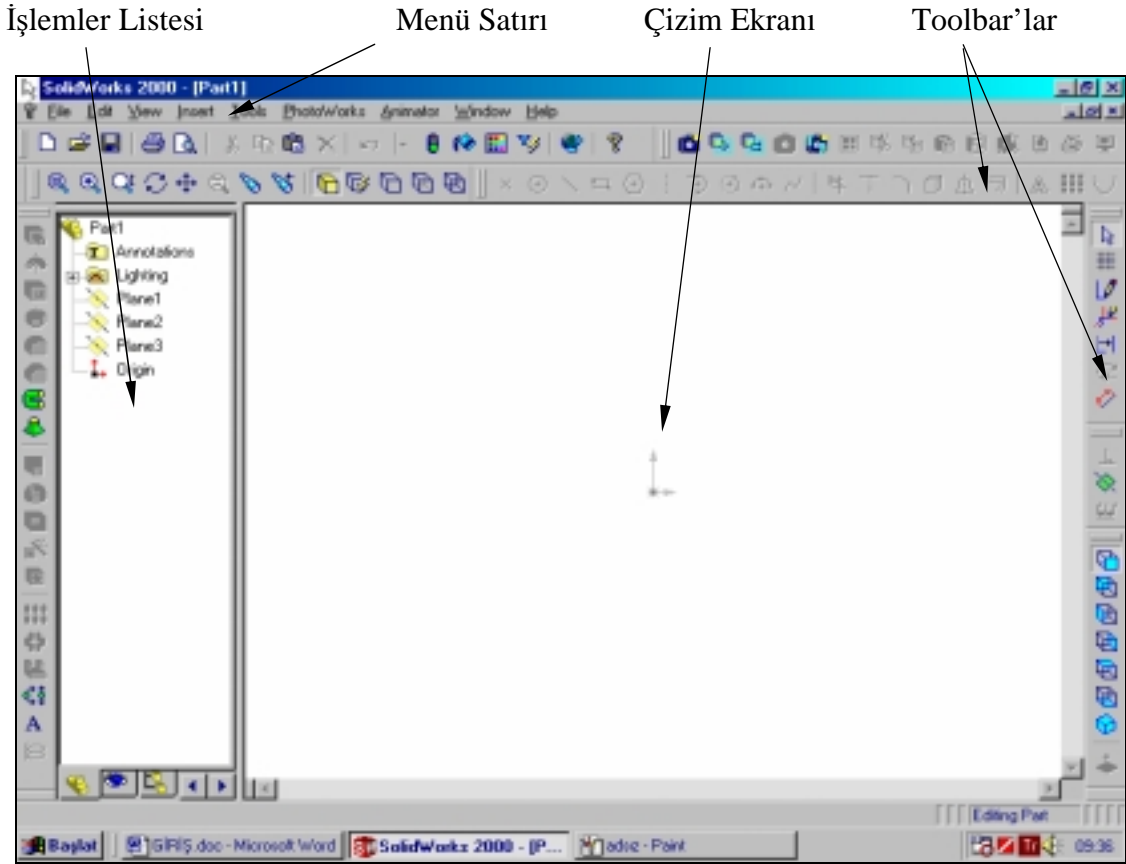 İşlemler Listesi Menü Satırı Çizim Ekranı Toolbar’lar
SolidWorks 2000 - [Part1]
File Edit View Insert Tools PhotoWorks Animator Window Help
Part1
Annotations
Lighting
Plane1
Plane2
Plane3
Origin
A
Editing Part
Başlat GİRİŞ.doc - Microsoft Word SolidWorks 2000 - [P... adsız - Paint 09:36